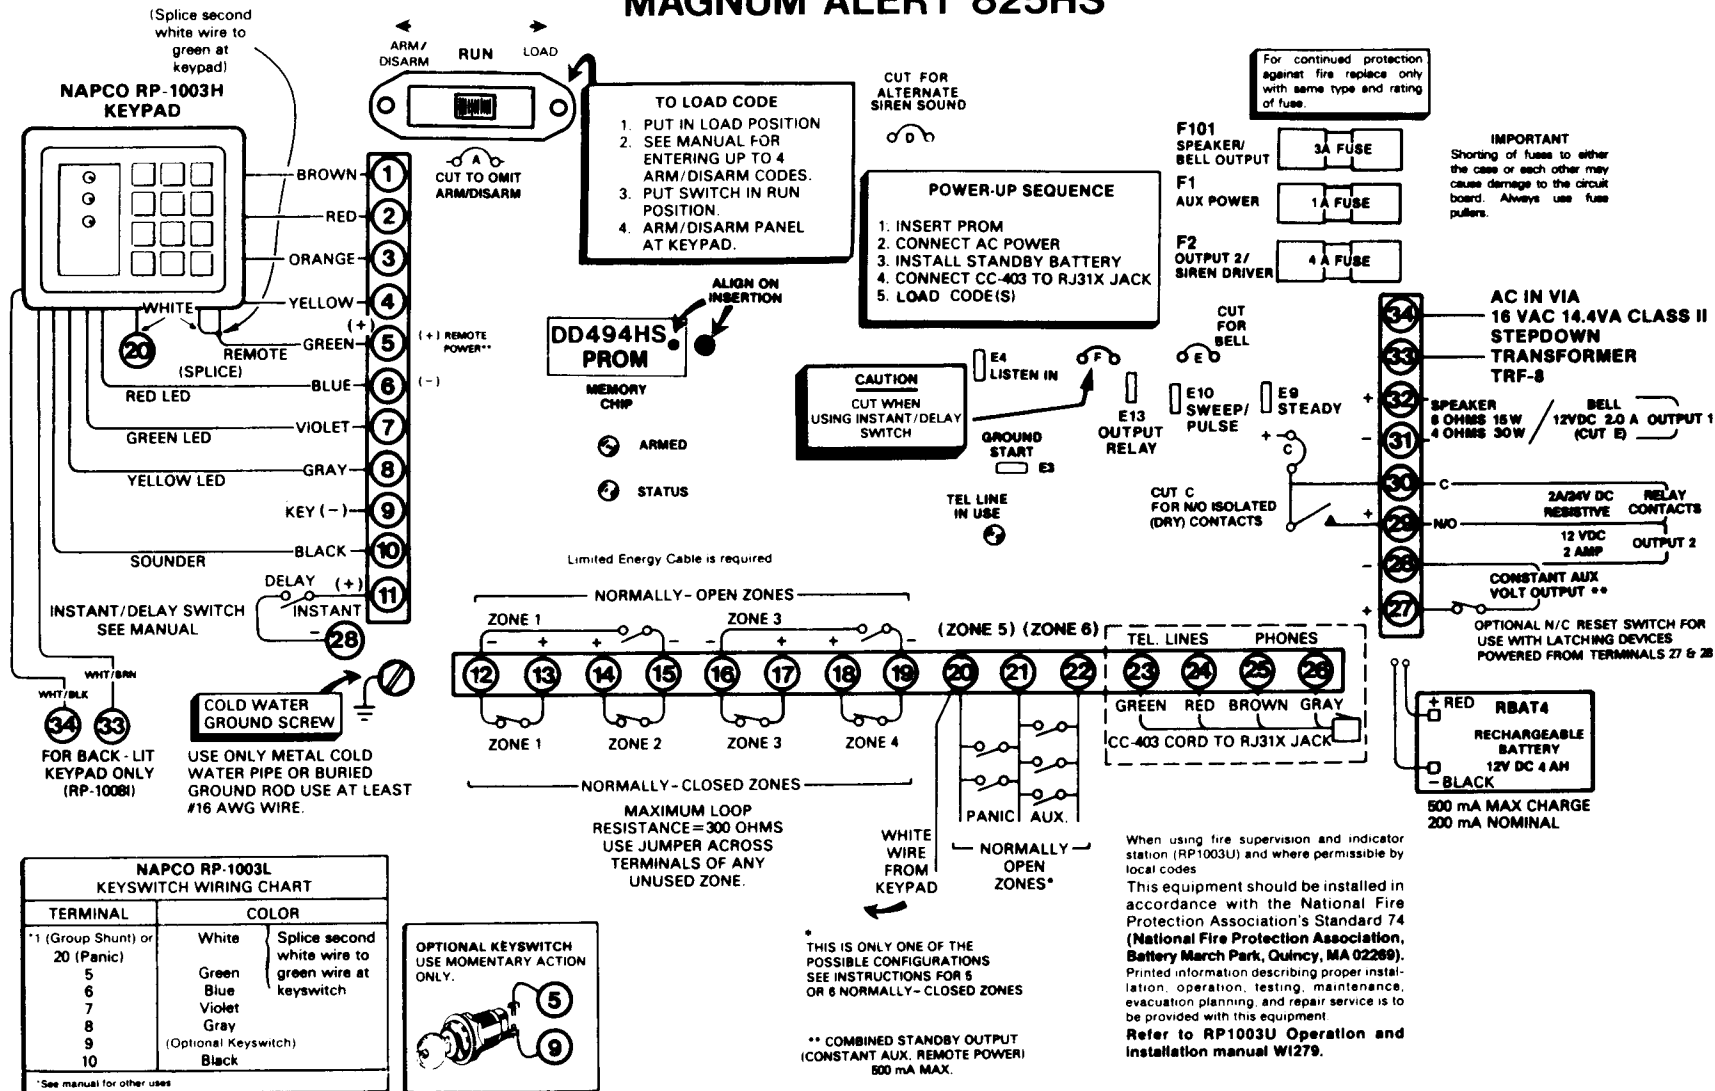 MAGNUM ALERT 825HS
(Splice second
white wire to
green at
keypad)
NAPCO RP-1003H
KEYPAD
ARM/
DISARM
RUN
LOAD
BROWN
1
RED
2
ORANGE
3
YELLOW
4
WHITE
(+)
20
REMOTE
GREEN
5
(+) REMOTE
POWER**
(SPLICE)
BLUE
6
(-)
RED LED
VIOLET
7
GREEN LED
GRAY
8
YELLOW LED
KEY (-)
9
BLACK
10
SOUNDER
DELAY
(+)
11
INSTANT/DELAY SWITCH
SEE MANUAL
INSTANT
-
28
WHT/BLK
WHT/BRN
34
33
FOR BACK-LIT
KEYPAD ONLY
(RP-1008I)
A
CUT TO OMIT
ARM/DISARM
TO LOAD CODE
1. PUT IN LOAD POSITION
2. SEE MANUAL FOR
ENTERING UP TO 4
ARM/DISARM CODES.
3. PUT SWITCH IN RUN
POSITION.
4. ARM/DISARM PANEL
AT KEYPAD.
CUT FOR
ALTERNATE
SIREN SOUND
D
POWER-UP SEQUENCE
1. INSERT PROM
2. CONNECT AC POWER
3. INSTALL STANDBY BATTERY
4. CONNECT CC-403 TO RJ31X JACK
5. LOAD CODE(S)
ALIGN ON
INSERTION
DD494HS
PROM
MEMORY
CHIP
ARMED
STATUS
For continued protection
against fire replace only
with same type and rating
of fuse.
F101
SPEAKER/
BELL OUTPUT
3A FUSE
F1
AUX POWER
1A FUSE
F2
OUTPUT 2/
SIREN DRIVER
4 A FUSE
IMPORTANT
Shorting of fuses to either
the case or each other may
cause damage to the circuit
board. Always use fuse
pullers.
CAUTION
CUT WHEN
USING INSTANT/DELAY
SWITCH
E4
LISTEN IN
F
E13
OUTPUT
RELAY
CUT
FOR
BELL
E
E10
SWEEP/
PULSE
E9
STEADY
GROUND
START
E3
TEL LINE
IN USE
+
C
CUT C
FOR N/O ISOLATED
(DRY) CONTACTS
34
33
AC IN VIA
16 VAC 14.4VA CLASS II
STEPDOWN
TRANSFORMER
TRF-8
+
32
-
31
SPEAKER
8 OHMS 15W
4 OHMS 30W
BELL
12VDC 2.0 A
(CUT E)
OUTPUT 1
30
C
2A/24V DC
RESISTIVE
RELAY
CONTACTS
+
29
N/O
12 VDC
2 AMP
OUTPUT 2
-
28
CONSTANT AUX
VOLT OUTPUT **
+
27
OPTIONAL N/C RESET SWITCH FOR
USE WITH LATCHING DEVICES
POWERED FROM TERMINALS 27 & 28
+ RED
RBAT4
RECHARGEABLE
BATTERY
12V DC 4 AH
- BLACK
500 mA MAX CHARGE
200 mA NOMINAL
Limited Energy Cable is required
NORMALLY-OPEN ZONES
ZONE 1
ZONE 3
(ZONE 5) (ZONE 6)
TEL. LINES
PHONES
- + + - - + + -
12 13 14 15 16 17 18 19 20 21 22 23 24 25 26
GREEN RED BROWN GRAY
ZONE 1
ZONE 2
ZONE 3
ZONE 4
CC-403 CORD TO RJ31X JACK
NORMALLY-CLOSED ZONES
PANIC
AUX.
MAXIMUM LOOP
RESISTANCE=300 OHMS
USE JUMPER ACROSS
TERMINALS OF ANY
UNUSED ZONE.
WHITE
WIRE
FROM
KEYPAD
NORMALLY
OPEN
ZONES*
COLD WATER
GROUND SCREW
USE ONLY METAL COLD
WATER PIPE OR BURIED
GROUND ROD USE AT LEAST
#16 AWG WIRE.
NAPCO RP-1003L
KEYSWITCH WIRING CHART
TERMINAL
COLOR
*1 (Group Shunt) or
White
Splice second
20 (Panic)
white wire to
5
Green
green wire at
6
Blue
keyswitch
7
Violet
8
Gray
9
(Optional Keyswitch)
10
Black
*See manual for other uses
OPTIONAL KEYSWITCH
USE MOMENTARY ACTION
ONLY.
5
9
*
THIS IS ONLY ONE OF THE
POSSIBLE CONFIGURATIONS
SEE INSTRUCTIONS FOR 5
OR 6 NORMALLY-CLOSED ZONES
** COMBINED STANDBY OUTPUT
(CONSTANT AUX. REMOTE POWER)
500 mA MAX.
When using fire supervision and indicator
station (RP1003U) and where permissible by
local codes
This equipment should be installed in
accordance with the National Fire
Protection Association's Standard 74
(National Fire Protection Association,
Battery March Park, Quincy, MA 02269).
Printed information describing proper instal-
lation, operation, testing, maintenance,
evacuation planning, and repair service is to
be provided with this equipment.
Refer to RP1003U Operation and
Installation manual WI279.